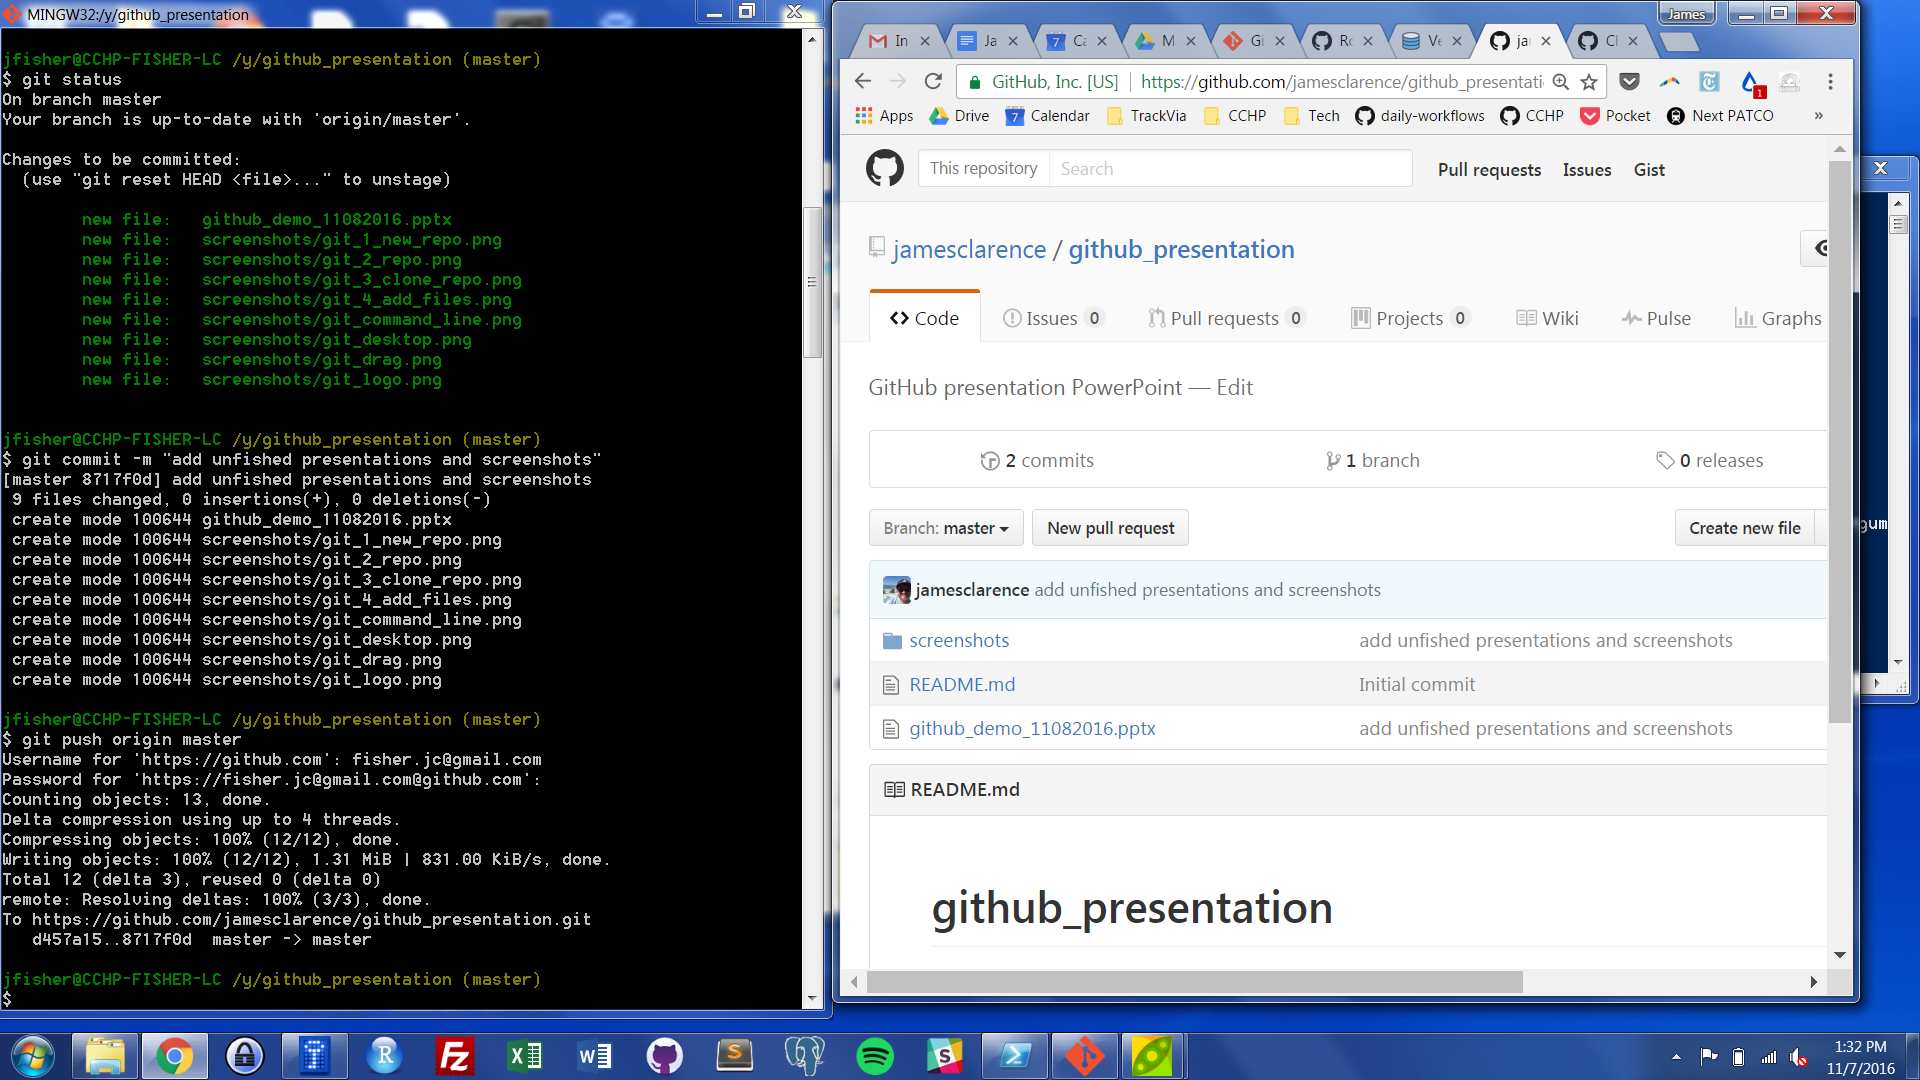 MINGW32:/y/github_presentation
jfisher@CCHP-FISHER-LC /y/github_presentation (master)
$ git status
On branch master
Your branch is up-to-date with 'origin/master'.
Changes to be committed:
(use "git reset HEAD <file>..." to unstage)
new file: github_demo_11082016.pptx
new file: screenshots/git_1_new_repo.png
new file: screenshots/git_2_repo.png
new file: screenshots/git_3_clone_repo.png
new file: screenshots/git_4_add_files.png
new file: screenshots/git_command_line.png
new file: screenshots/git_desktop.png
new file: screenshots/git_drag.png
new file: screenshots/git_logo.png
jfisher@CCHP-FISHER-LC /y/github_presentation (master)
$ git commit -m "add unfished presentations and screenshots"
[master 8717f0d] add unfished presentations and screenshots
9 files changed, 0 insertions(+), 0 deletions(-)
create mode 100644 github_demo_11082016.pptx
create mode 100644 screenshots/git_1_new_repo.png
create mode 100644 screenshots/git_2_repo.png
create mode 100644 screenshots/git_3_clone_repo.png
create mode 100644 screenshots/git_4_add_files.png
create mode 100644 screenshots/git_command_line.png
create mode 100644 screenshots/git_desktop.png
create mode 100644 screenshots/git_drag.png
create mode 100644 screenshots/git_logo.png
jfisher@CCHP-FISHER-LC /y/github_presentation (master)
$ git push origin master
Username for 'https://github.com': fisher.jc@gmail.com
Password for 'https://fisher.jc@gmail.com@github.com':
Counting objects: 13, done.
Delta compression using up to 4 threads.
Compressing objects: 100% (12/12), done.
Writing objects: 100% (12/12), 1.31 MiB | 831.00 KiB/s, done.
Total 12 (delta 3), reused 0 (delta 0)
remote: Resolving deltas: 100% (3/3), done.
To https://github.com/jamesclarence/github_presentation.git
d457a15..8717f0d master -> master
jfisher@CCHP-FISHER-LC /y/github_presentation (master)
$
James
In Ja 7 Ca M Gi Ro Ve ja Cl
GitHub, Inc. [US] https://github.com/jamesclarence/github_presentati 1
Apps Drive 7 Calendar TrackVia CCHP Tech daily-workflows CCHP Pocket Next PATCO »
This repository Search Pull requests Issues Gist
jamesclarence / github_presentation
Code Issues 0 Pull requests 0 Projects 0 Wiki Pulse Graphs
GitHub presentation PowerPoint — Edit
2 commits 1 branch 0 releases
Branch: master New pull request Create new file
jamesclarence add unfished presentations and screenshots
screenshots add unfished presentations and screenshots
README.md Initial commit
github_demo_11082016.pptx add unfished presentations and screenshots
README.md
github_presentation
gum
1:32 PM
11/7/2016